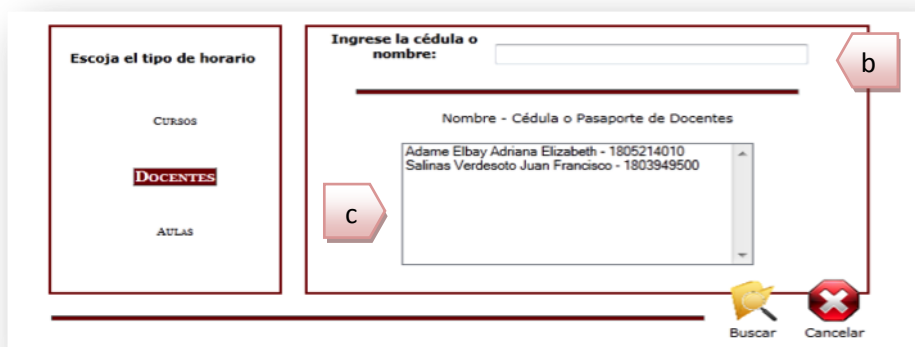 Escoja el tipo de horario
CURSOS
DOCENTES
AULAS
Ingrese la cédula o
nombre:
b
Nombre - Cédula o Pasaporte de Docentes
Adame Elbay Adriana Elizabeth - 1805214010
Salinas Verdesoto Juan Francisco - 1803949500
c
Buscar
Cancelar